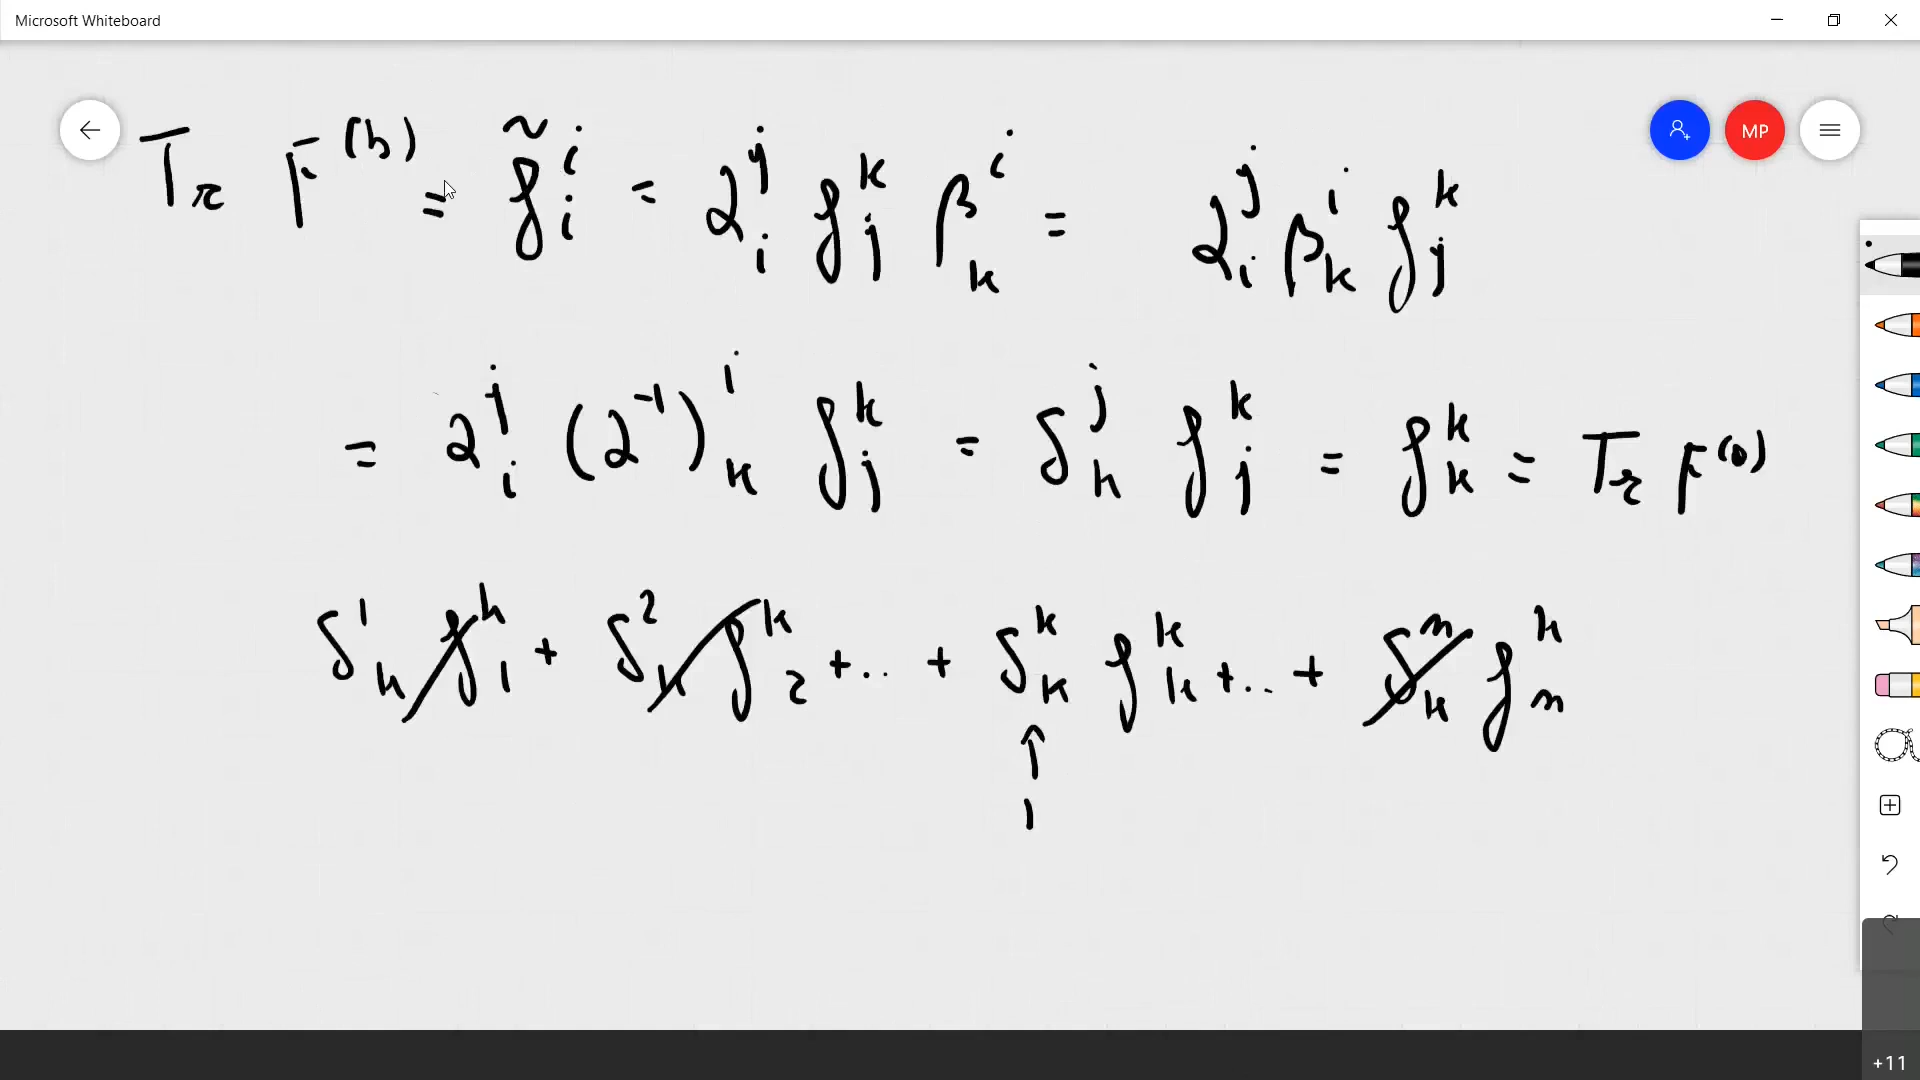 Microsoft Whiteboard
MP
Tr F^(b) = f̃^i_i = α^j_i f^k_j β^i_k = α^j_i β^i_k f^k_j
= α^j_i (α^-1)^i_k f^k_j = δ^j_k f^k_j = f^k_k = Tr F^(b)
δ^1_k f^k_1 + δ^2_k f^k_2 +.. + δ^k_k f^k_k +.. + δ^n_k f^k_n
↑
1
+11